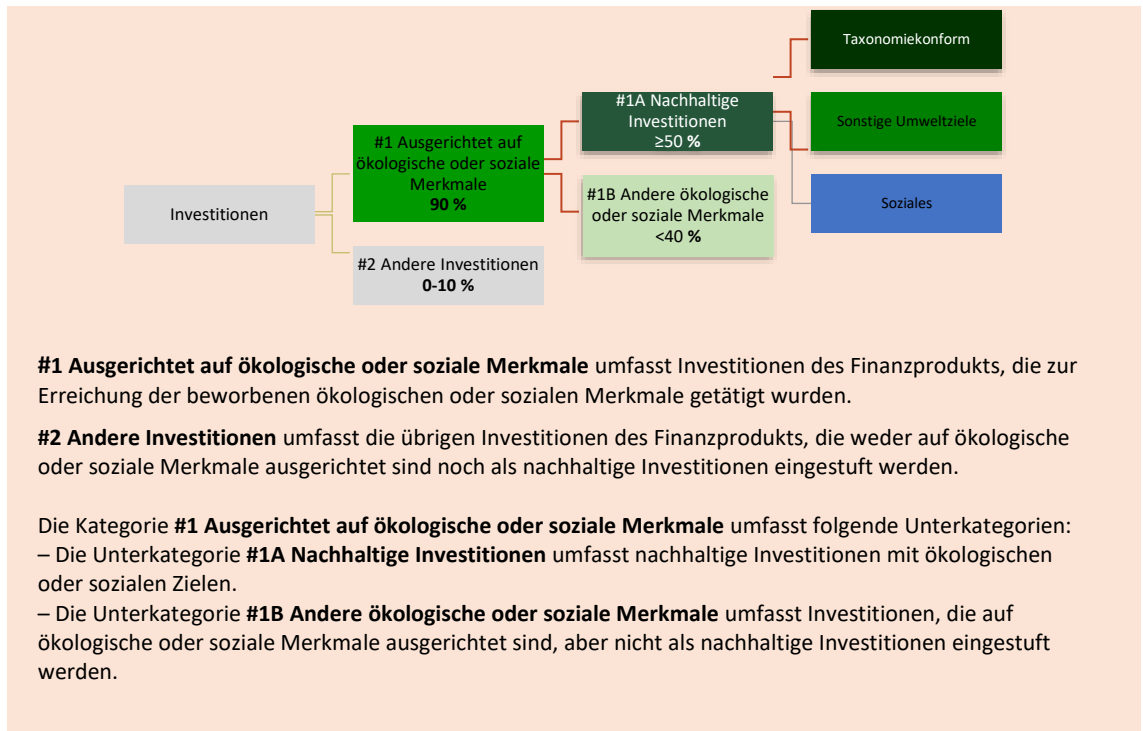 Taxonomiekonform
#1A Nachhaltige
Investitionen
≥50 %
Sonstige Umweltziele
#1 Ausgerichtet auf
ökologische oder soziale
Merkmale
90 %
#1B Andere ökologische
oder soziale Merkmale
<40 %
Soziales
Investitionen
#2 Andere Investitionen
0-10 %
#1 Ausgerichtet auf ökologische oder soziale Merkmale umfasst Investitionen des Finanzprodukts, die zur
Erreichung der beworbenen ökologischen oder sozialen Merkmale getätigt wurden.
#2 Andere Investitionen umfasst die übrigen Investitionen des Finanzprodukts, die weder auf ökologische
oder soziale Merkmale ausgerichtet sind noch als nachhaltige Investitionen eingestuft werden.
Die Kategorie #1 Ausgerichtet auf ökologische oder soziale Merkmale umfasst folgende Unterkategorien:
– Die Unterkategorie #1A Nachhaltige Investitionen umfasst nachhaltige Investitionen mit ökologischen
oder sozialen Zielen.
– Die Unterkategorie #1B Andere ökologische oder soziale Merkmale umfasst Investitionen, die auf
ökologische oder soziale Merkmale ausgerichtet sind, aber nicht als nachhaltige Investitionen eingestuft
werden.